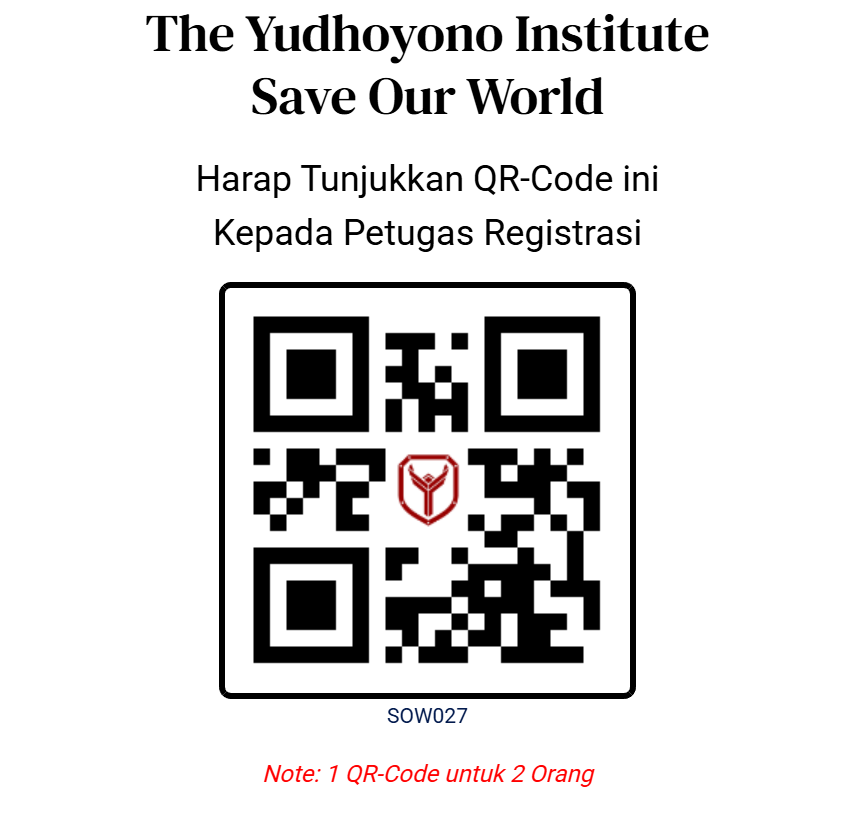 The Yudhoyono Institute
Save Our World
Harap Tunjukkan QR-Code ini
Kepada Petugas Registrasi
SOW027
Note: 1 QR-Code untuk 2 Orang